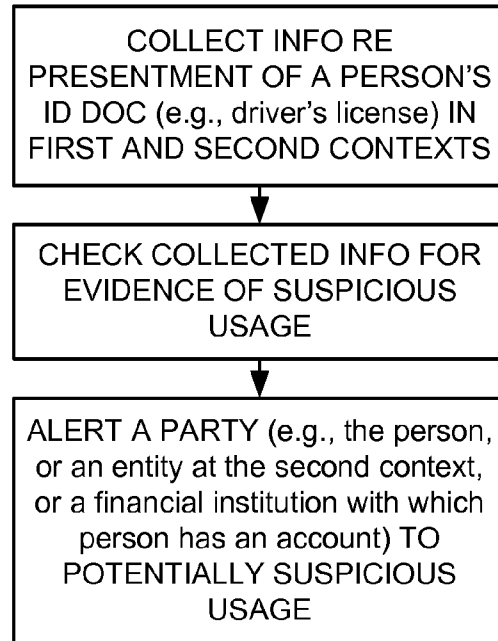 COLLECT INFO RE
PRESENTMENT OF A PERSON'S
ID DOC (e.g., driver's license) IN
FIRST AND SECOND CONTEXTS
CHECK COLLECTED INFO FOR
EVIDENCE OF SUSPICIOUS
USAGE
ALERT A PARTY (e.g., the person,
or an entity at the second context,
or a financial institution with which
person has an account) TO
POTENTIALLY SUSPICIOUS
USAGE